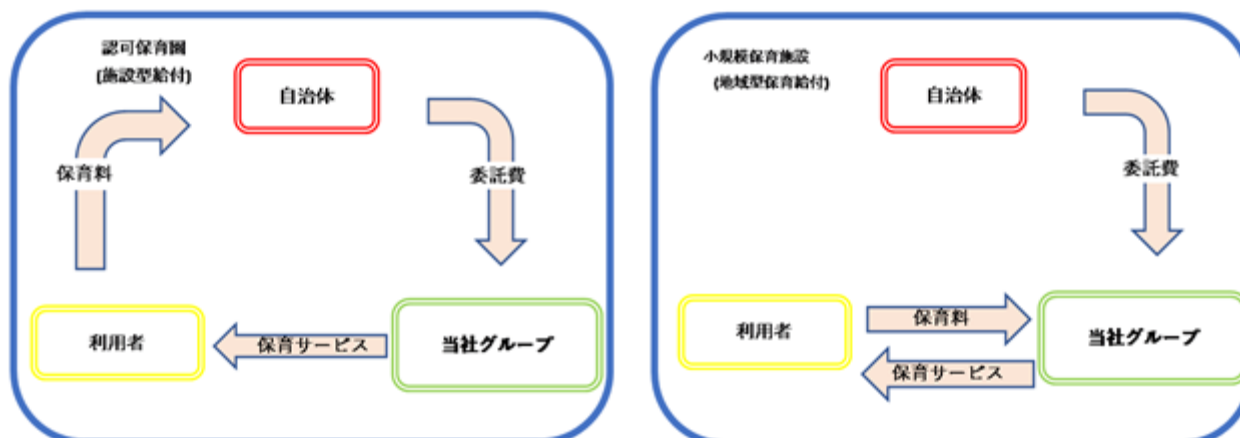 認可保育園
(施設型給付)
自治体
保育料
委託費
利用者
保育サービス
当社グループ
小規模保育施設
(地域型保育給付)
自治体
委託費
利用者
保育料
保育サービス
当社グループ